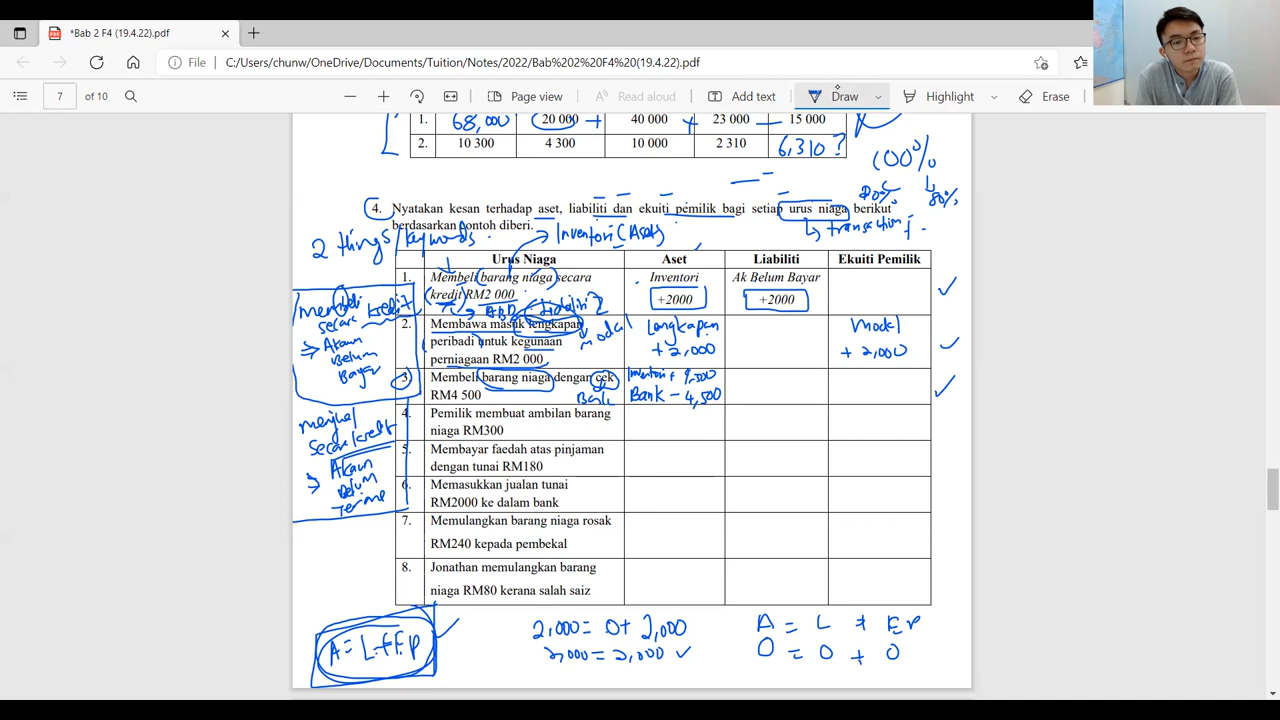 *Bab 2 F4 (19.4.22).pdf
File C:/Users/chunw/OneDrive/Documents/Tuition/Notes/2022/Bab%202%20F4%20(19.4.22).pdf
7 of 10 Page view Read aloud Add text Draw Highlight Erase
1. 68,000 20 000 + 40 000 + 23 000 15 000
2. 10 300 4 300 10 000 2 310 6,310 ?
100%
20% 80%
4. Nyatakan kesan terhadap aset, liabiliti dan ekuiti pemilik bagi setiap urus niaga berikut
berdasarkan contoh diberi.
transaction
2 things/keywords
Inventori (Aset)
Urus Niaga Aset Liabiliti Ekuiti Pemilik
1. Membeli barang niaga secara Inventori Ak Belum Bayar
kredit RM2 000 +2000 +2000
ABB (Liabiliti)
membeli
secara kredit
⇒ Akaun
Belum
Bayar
2. Membawa masuk lengkapan Lengkapan Modal
peribadi untuk kegunaan +2,000 +2,000
perniagaan RM2 000
modal
3. Membeli barang niaga dengan cek Inventori + 4,500
RM4 500 Bank Bank - 4,500
menjual
secara kredit
⇒ Akaun
Belum
Terima
4. Pemilik membuat ambilan barang
niaga RM300
5. Membayar faedah atas pinjaman
dengan tunai RM180
6. Memasukkan jualan tunai
RM2000 ke dalam bank
7. Memulangkan barang niaga rosak
RM240 kepada pembekal
8. Jonathan memulangkan barang
niaga RM80 kerana salah saiz
A = L + E.P
2,000 = 0 + 2,000
2,000 = 2,000 ✓
A = L + EP
0 = 0 + 0